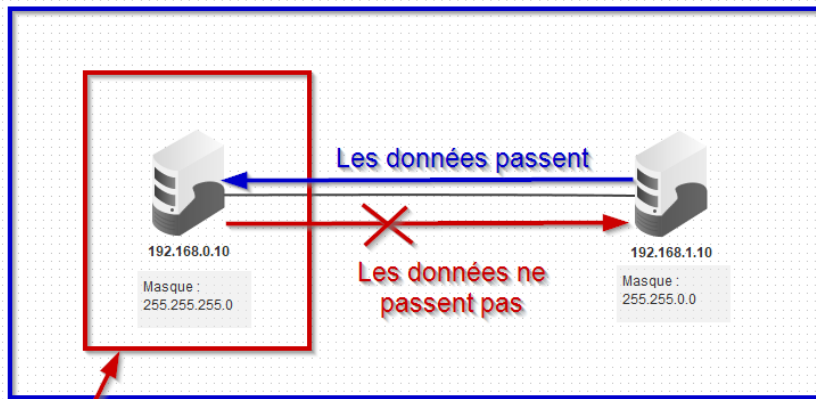 Les données passent
192.168.0.10
192.168.1.10
Les données ne
passent pas
Masque :
255.255.255.0
Masque :
255.255.0.0